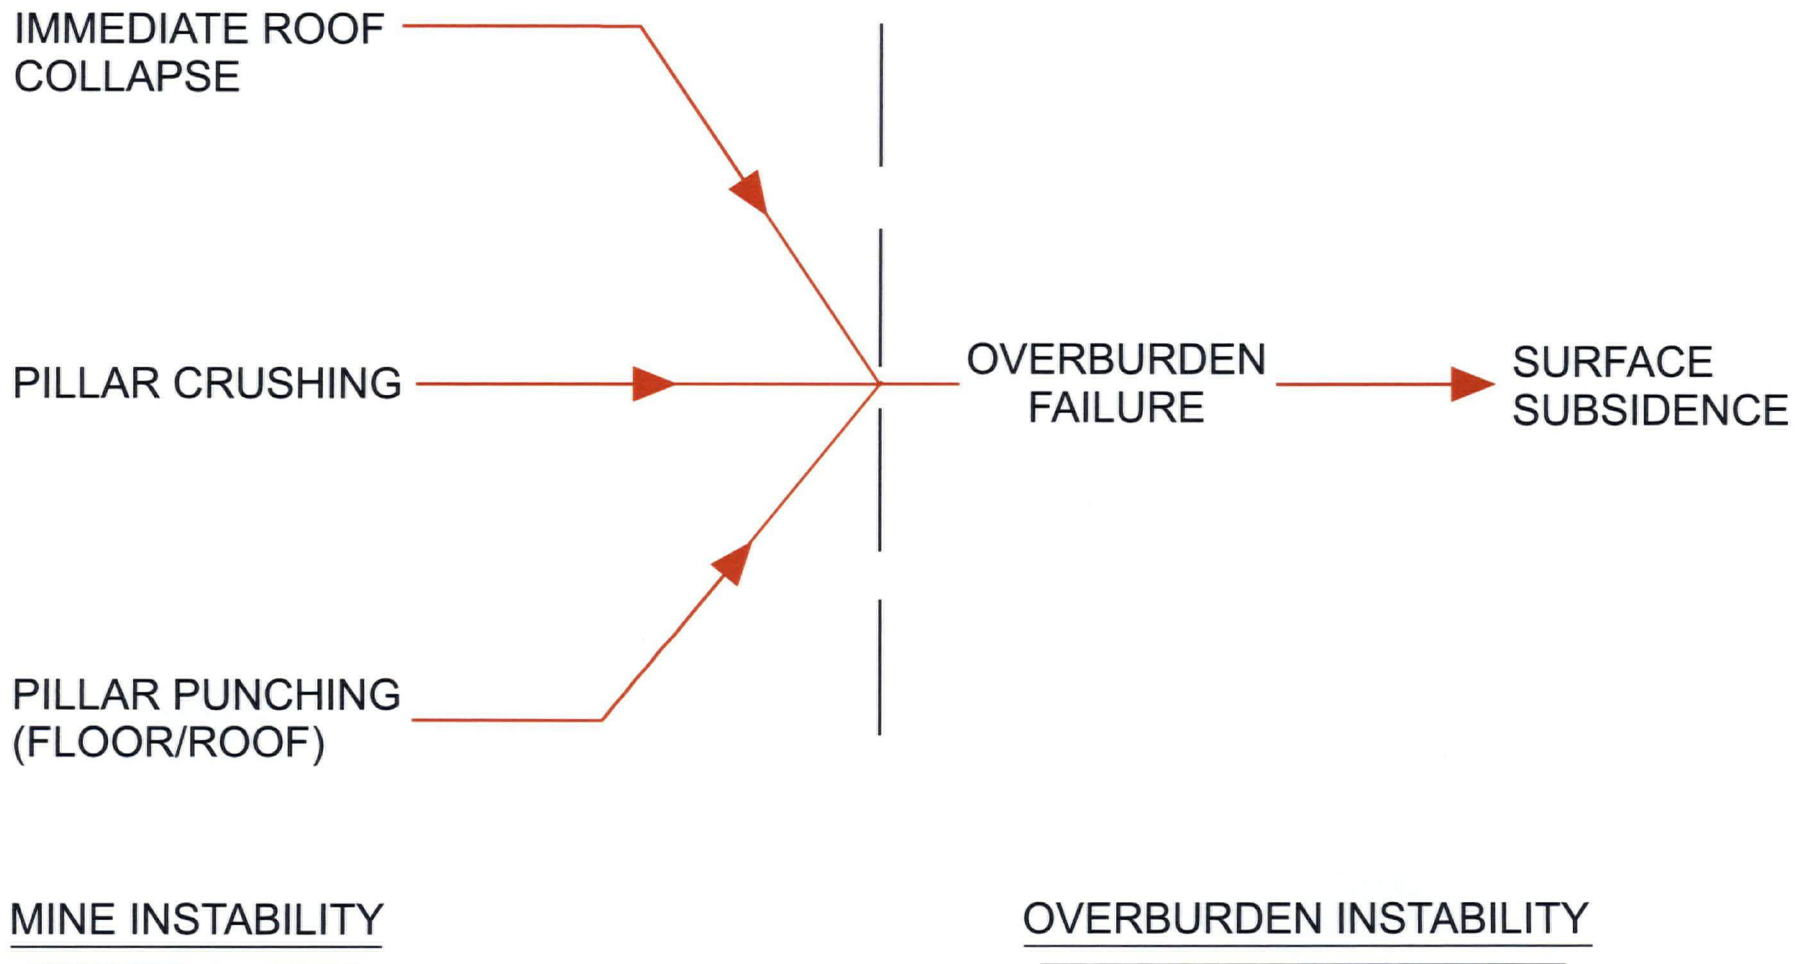 IMMEDIATE ROOF
COLLAPSE
PILLAR CRUSHING
OVERBURDEN
FAILURE
SURFACE
SUBSIDENCE
PILLAR PUNCHING
(FLOOR/ROOF)
MINE INSTABILITY
OVERBURDEN INSTABILITY